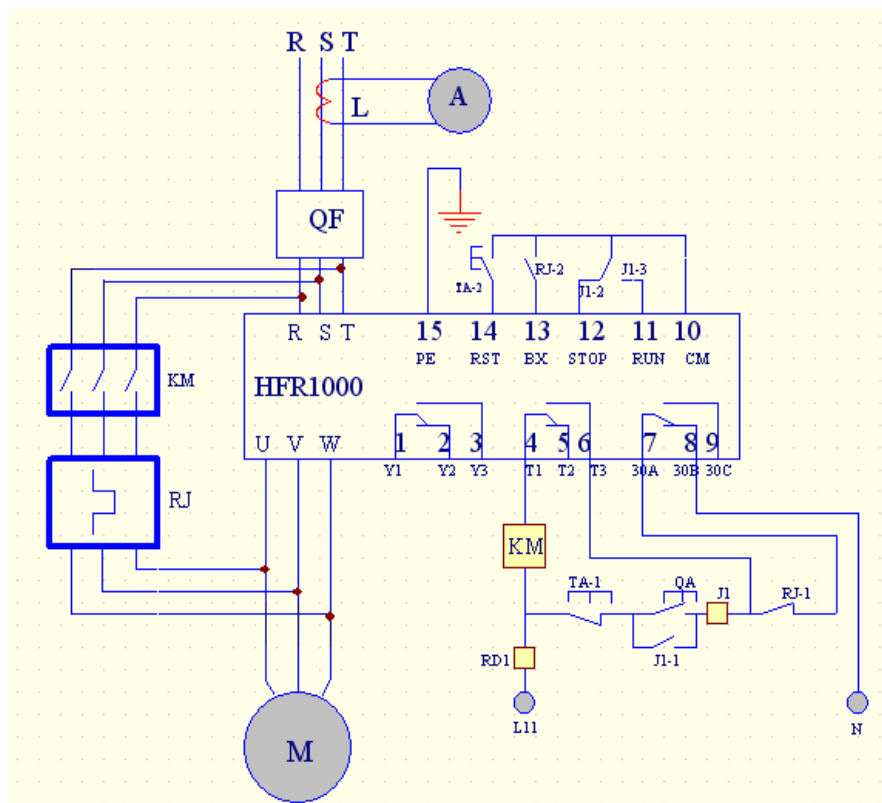 R S T
A
L
QF
TA-2
RJ-2
J1-2
J1-3
R S T
15 14 13 12 11 10
PE RST BX STOP RUN CM
KM
HFR1000
U V W
1 2 3 4 5 6 7 8 9
Y1 Y2 Y3 T1 T2 T3 30A 30B 30C
RJ
KM
TA-1 QA J1 RJ-1
J1-1
RD1
L11
N
M